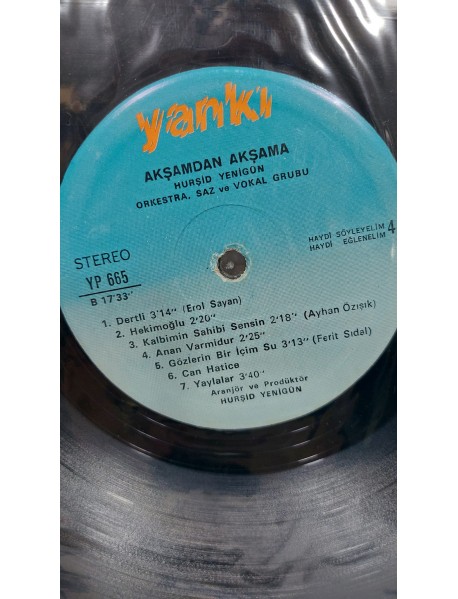 yankı
AKŞAMDAN AKŞAMA
HURŞİD YENİGÜN
ORKESTRA, SAZ ve VOKAL GRUBU
STEREO
YP 665
B 17'33''
HAYDİ SÖYLEYELİM
HAYDİ EĞLENELİM 4
1. Dertli 3'14'' (Erol Sayan)
2. Hekimoğlu 2'20''
3. Kalbimin Sahibi Sensin 2'18'' (Ayhan Özışık)
4. Anan Varmıdur 2'25''
5. Gözlerin Bir İçim Su 3'13'' (Ferit Sıdal)
6. Can Hatice
7. Yaylalar 3'40''
Aranjör ve Prodüktör
HURŞİD YENİGÜN